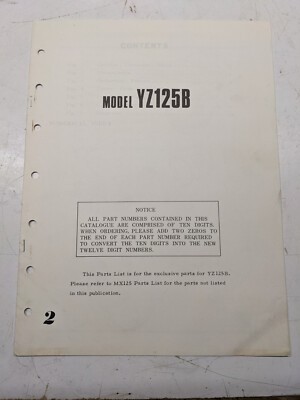 MODEL YZ125B
NOTICE
ALL PART NUMBERS CONTAINED IN THIS
CATALOGUE ARE COMPRISED OF TEN DIGITS.
WHEN ORDERING, PLEASE ADD TWO ZEROS TO
THE END OF EACH PART NUMBER REQUIRED
TO CONVERT THE TEN DIGITS INTO THE NEW
TWELVE DIGIT NUMBERS.
This Parts List is for the exclusive parts for YZ125B.
Please refer to MX125 Parts List for the parts not listed
in this publication.
2